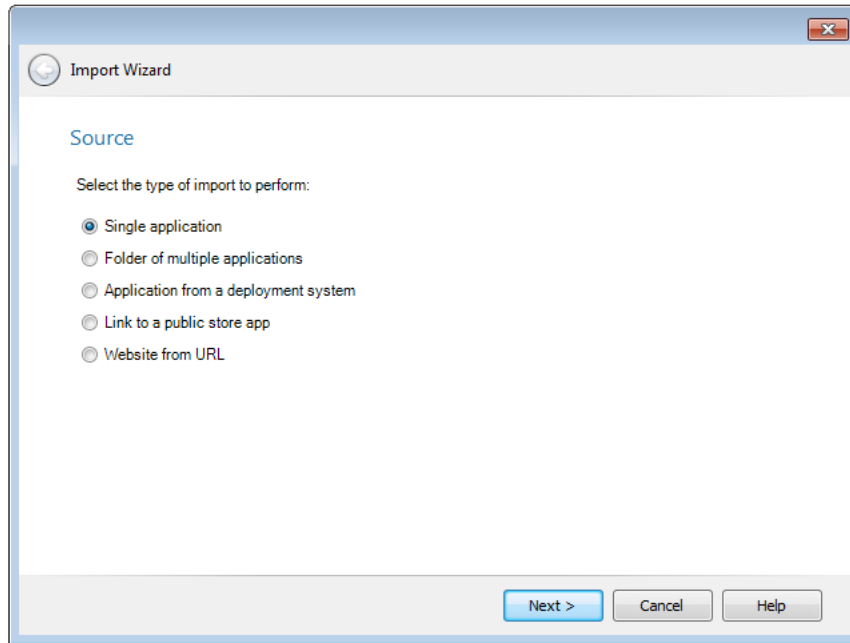 Import Wizard
Source
Select the type of import to perform:
Single application
Folder of multiple applications
Application from a deployment system
Link to a public store app
Website from URL
Next >
Cancel
Help